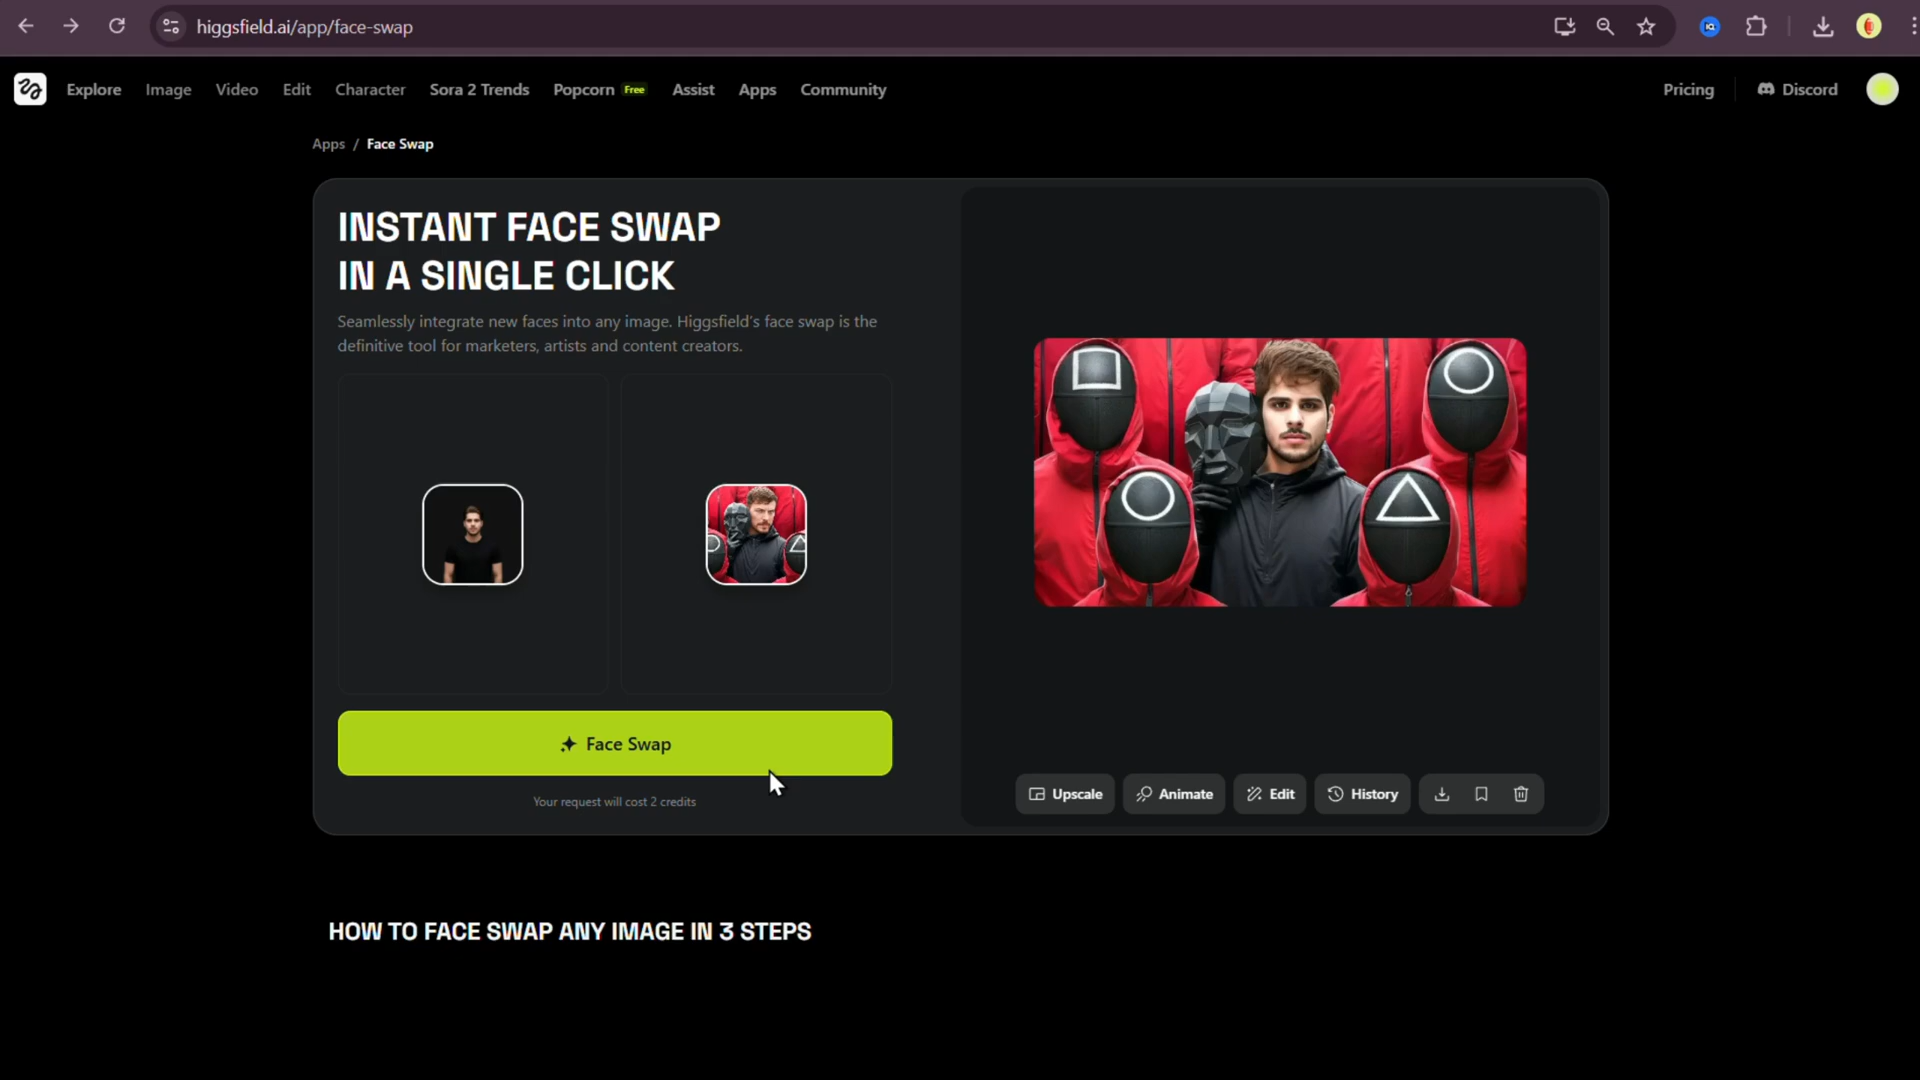 higgsfield.ai/app/face-swap
Explore Image Video Edit Character Sora 2 Trends Popcorn Free Assist Apps Community Pricing Discord
Apps / Face Swap
INSTANT FACE SWAP
IN A SINGLE CLICK
Seamlessly integrate new faces into any image. Higgsfield's face swap is the
definitive tool for marketers, artists and content creators.
Face Swap
Your request will cost 2 credits
Upscale Animate Edit History
HOW TO FACE SWAP ANY IMAGE IN 3 STEPS